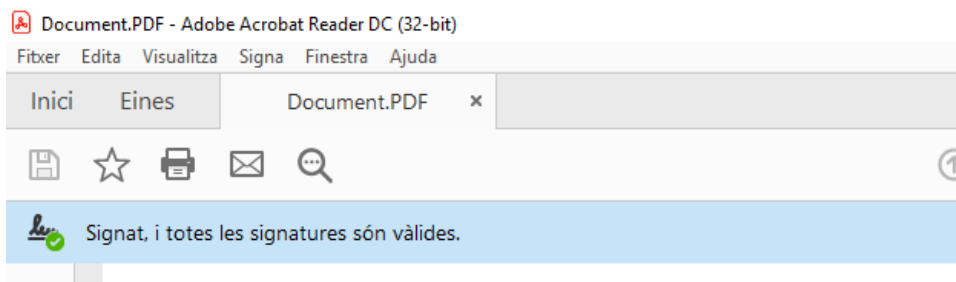 Document.PDF - Adobe Acrobat Reader DC (32-bit)
Fitxer Edita Visualitza Signa Finestra Ajuda
Inici Eines Document.PDF ×
Signat, i totes les signatures són vàlides.